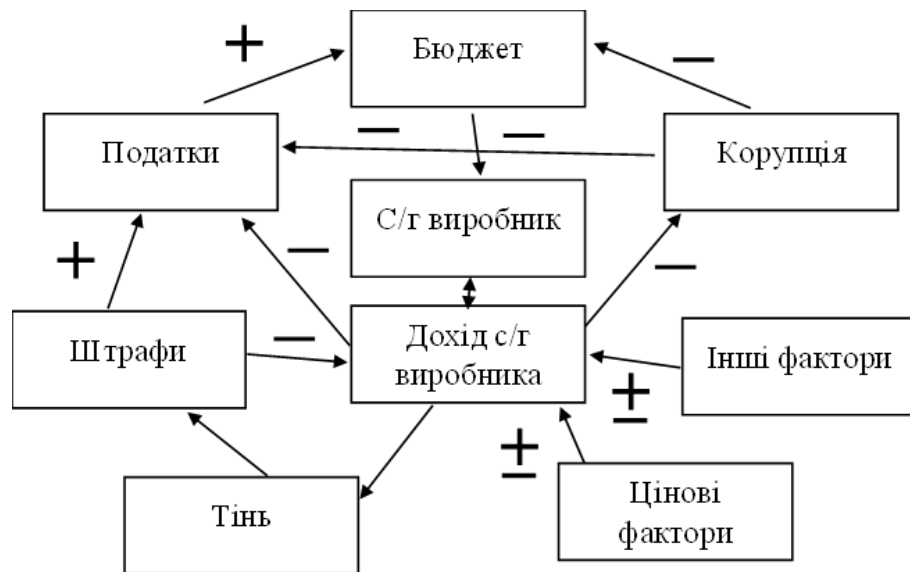 +
Бюджет
−
Податки
−
−
Корупція
С/г виробник
+
−
−
Штрафи
−
Дохід с/г
виробника
Інші фактори
±
±
Тінь
Цінові
фактори